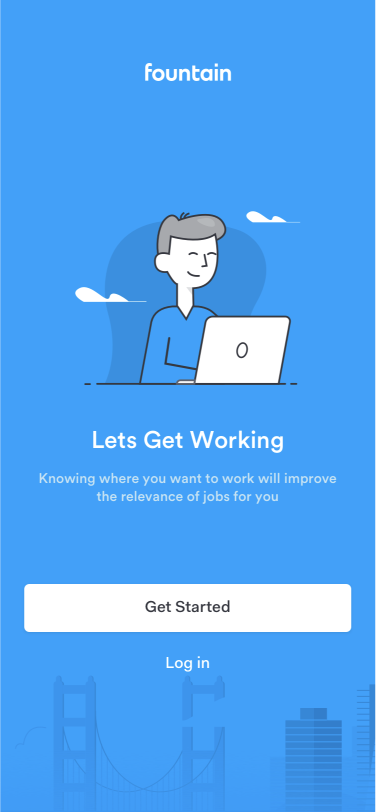 fountain
Lets Get Working
Knowing where you want to work will improve
the relevance of jobs for you
Get Started
Log in